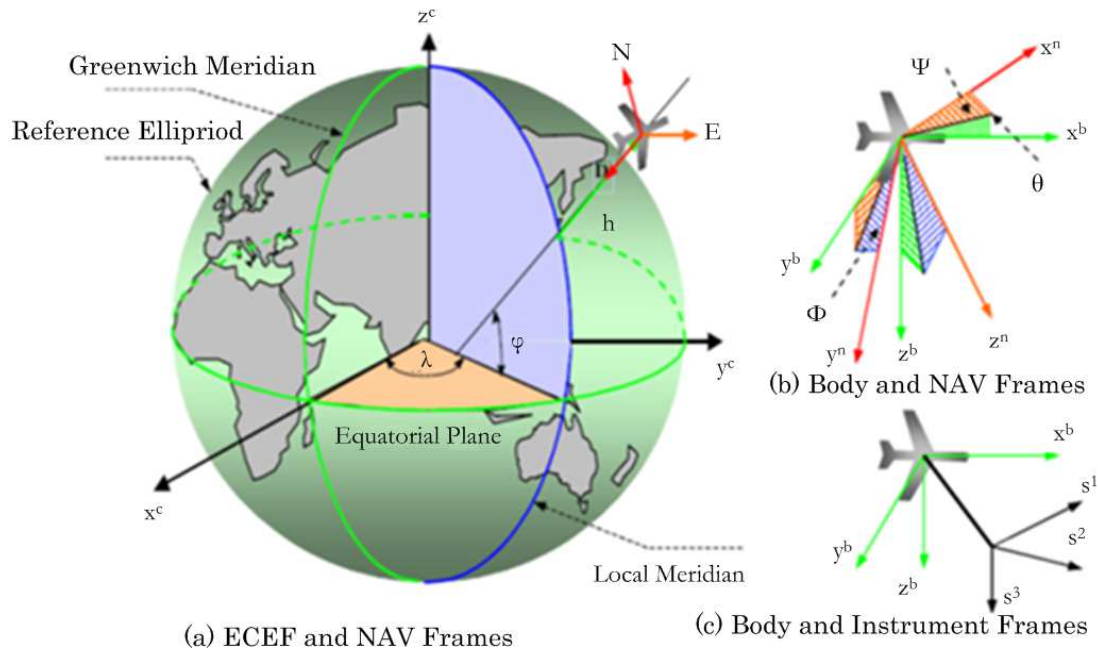 z^c
Greenwich Meridian
Reference Ellipriod
N
E
D
h
λ
φ
y^c
Equatorial Plane
x^c
Local Meridian
(a) ECEF and NAV Frames
x^n
Ψ
x^b
θ
y^b
Φ
y^n
z^b
z^n
(b) Body and NAV Frames
x^b
s^1
s^2
y^b
z^b
s^3
(c) Body and Instrument Frames